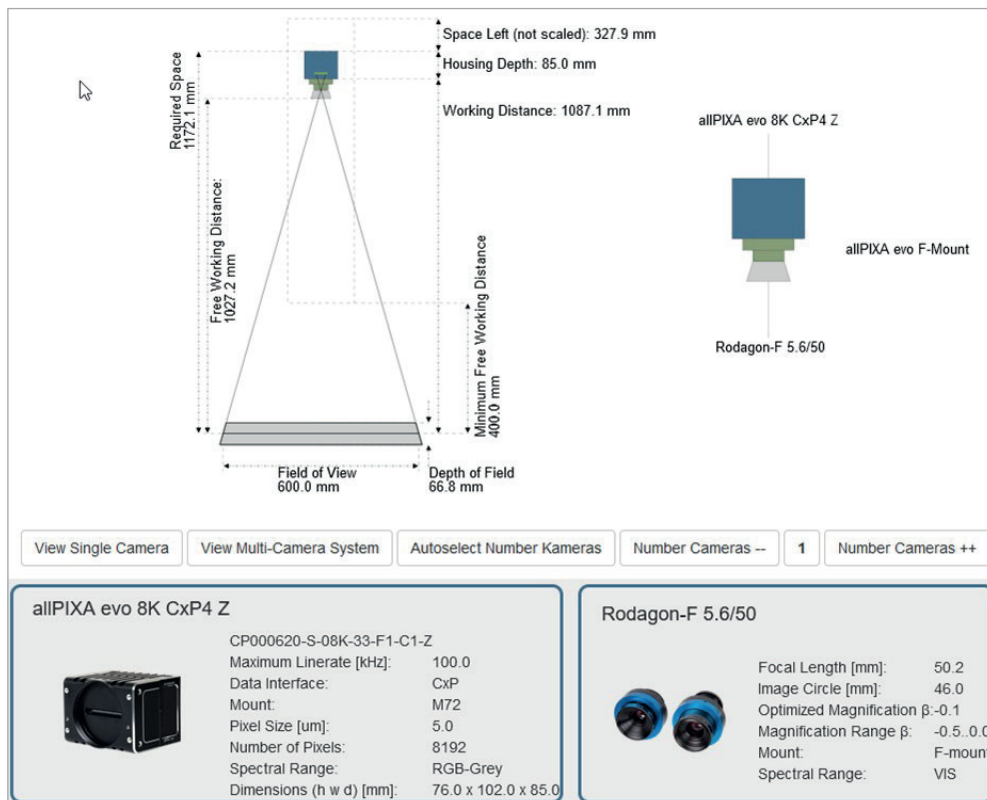 Space Left (not scaled): 327.9 mm
Housing Depth: 85.0 mm
Working Distance: 1087.1 mm
Required Space
1172.1 mm
Free Working Distance:
1027.2 mm
Minimum Free Working Distance
400.0 mm
Field of View
600.0 mm
Depth of Field
66.8 mm
allPIXA evo 8K CxP4 Z
allPIXA evo F-Mount
Rodagon-F 5.6/50
View Single Camera
View Multi-Camera System
Autoselect Number Kameras
Number Cameras --
1
Number Cameras ++
allPIXA evo 8K CxP4 Z
CP000620-S-08K-33-F1-C1-Z
Maximum Linerate [kHz]: 100.0
Data Interface: CxP
Mount: M72
Pixel Size [um]: 5.0
Number of Pixels: 8192
Spectral Range: RGB-Grey
Dimensions (h w d) [mm]: 76.0 x 102.0 x 85.0
Rodagon-F 5.6/50
Focal Length [mm]: 50.2
Image Circle [mm]: 46.0
Optimized Magnification β:-0.1
Magnification Range β: -0.5..0.0
Mount: F-mount
Spectral Range: VIS